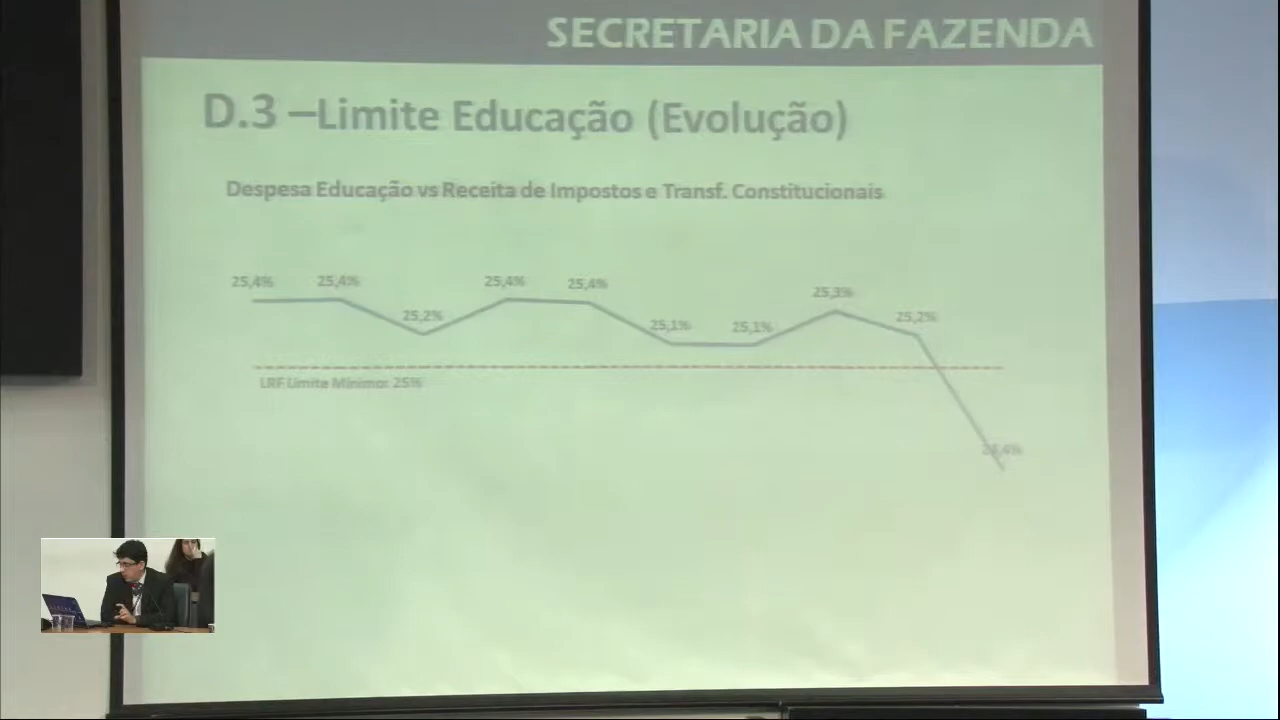 SECRETARIA DA FAZENDA
D.3 –Limite Educação (Evolução)
Despesa Educação vs Receita de Impostos e Transf. Constitucionais
25,4%
25,4%
25,2%
25,4%
25,4%
25,1%
25,1%
25,3%
25,2%
LRF Limite Mínimo: 25%